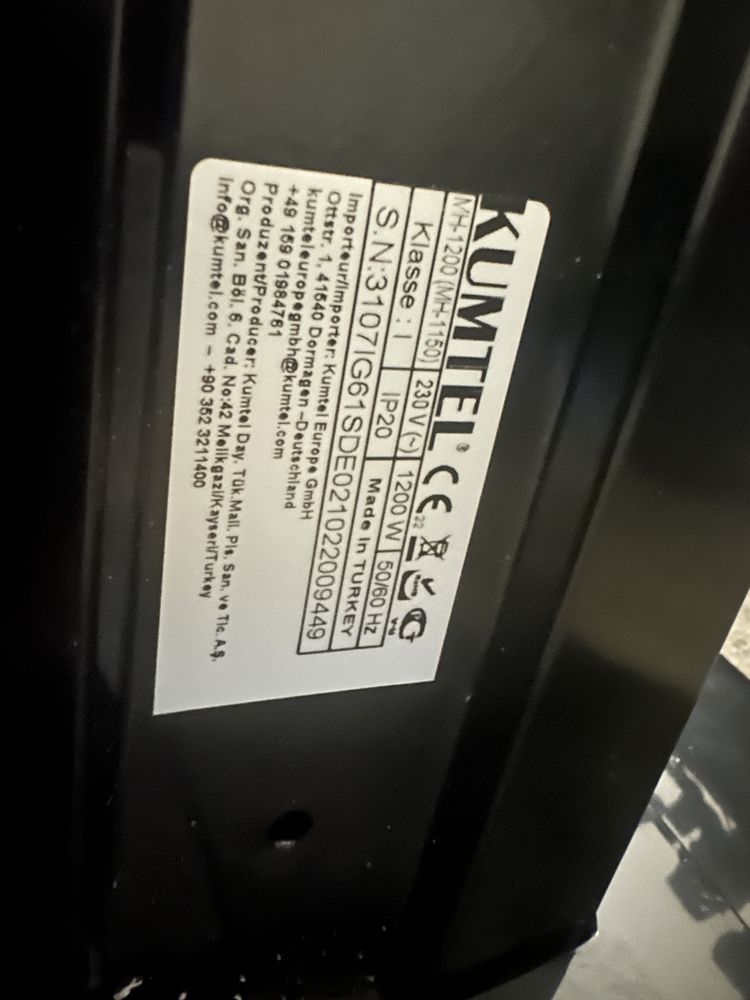 KUMTEL® CE 22
MH-1200 (MH-1150) 230 V (~) 1200 W 50/60 Hz
Klasse : I IP20 Made in TURKEY
S.N:3107IG61SDE021022009449
Importeur/Importer: Kumtel Europe GmbH
Ottstr. 1, 41540 Dormagen –Deutschland
kumteleuropegmbh@kumtel.com
+49 159 01984761
Produzent/Producer: Kumtel Day. Tük.Mall. Pls. San. ve Tic. A.Ş.
Org. San. Böl. 6. Cad. No:42 Melikgazi/Kayseri/Turkey
info@kumtel.com – +90 352 3211400